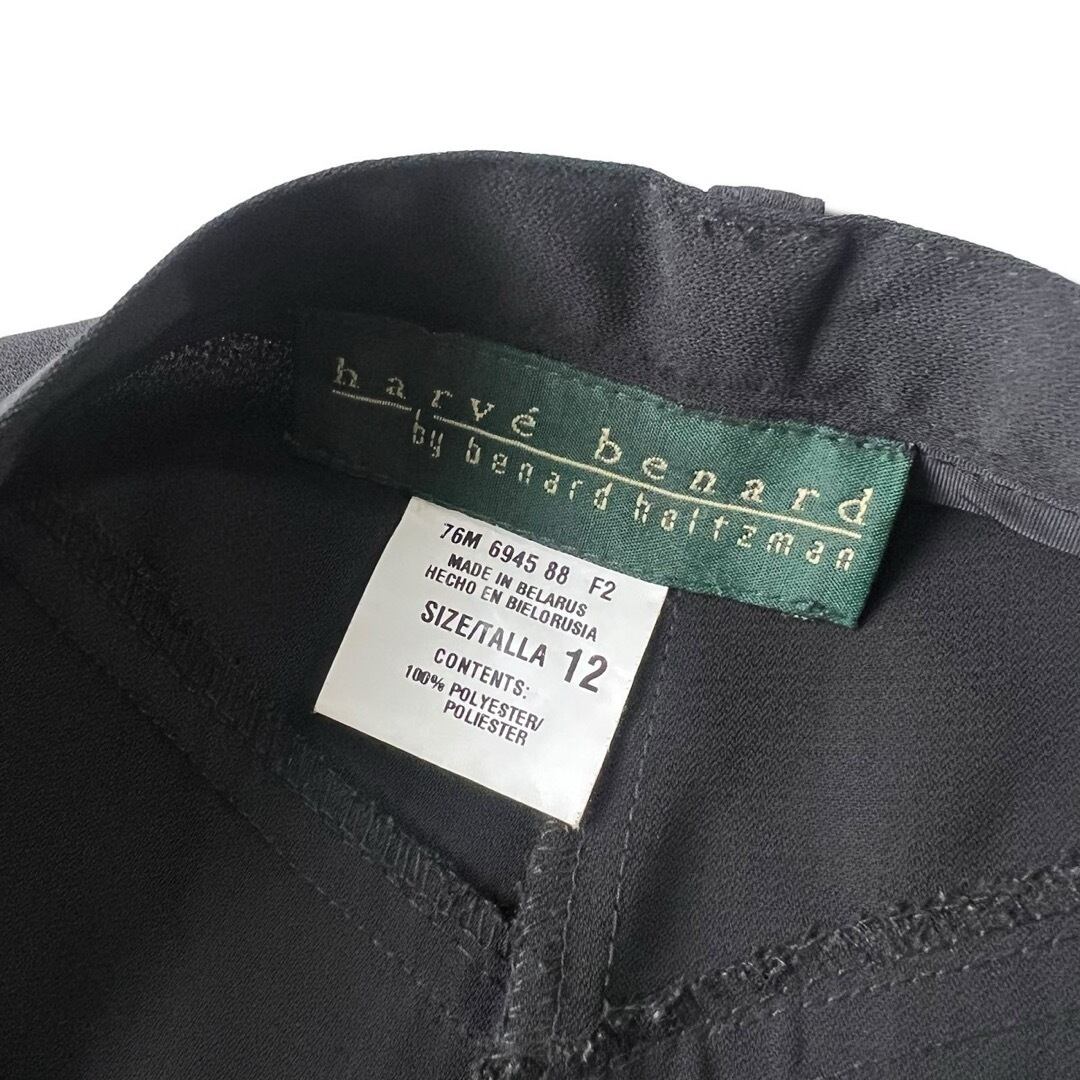 harvé benard
by benard holtzman
76M 6945 88 F2
MADE IN BELARUS
HECHO EN BIELORUSIA
SIZE/TALLA 12
CONTENTS:
100% POLYESTER/
POLIESTER